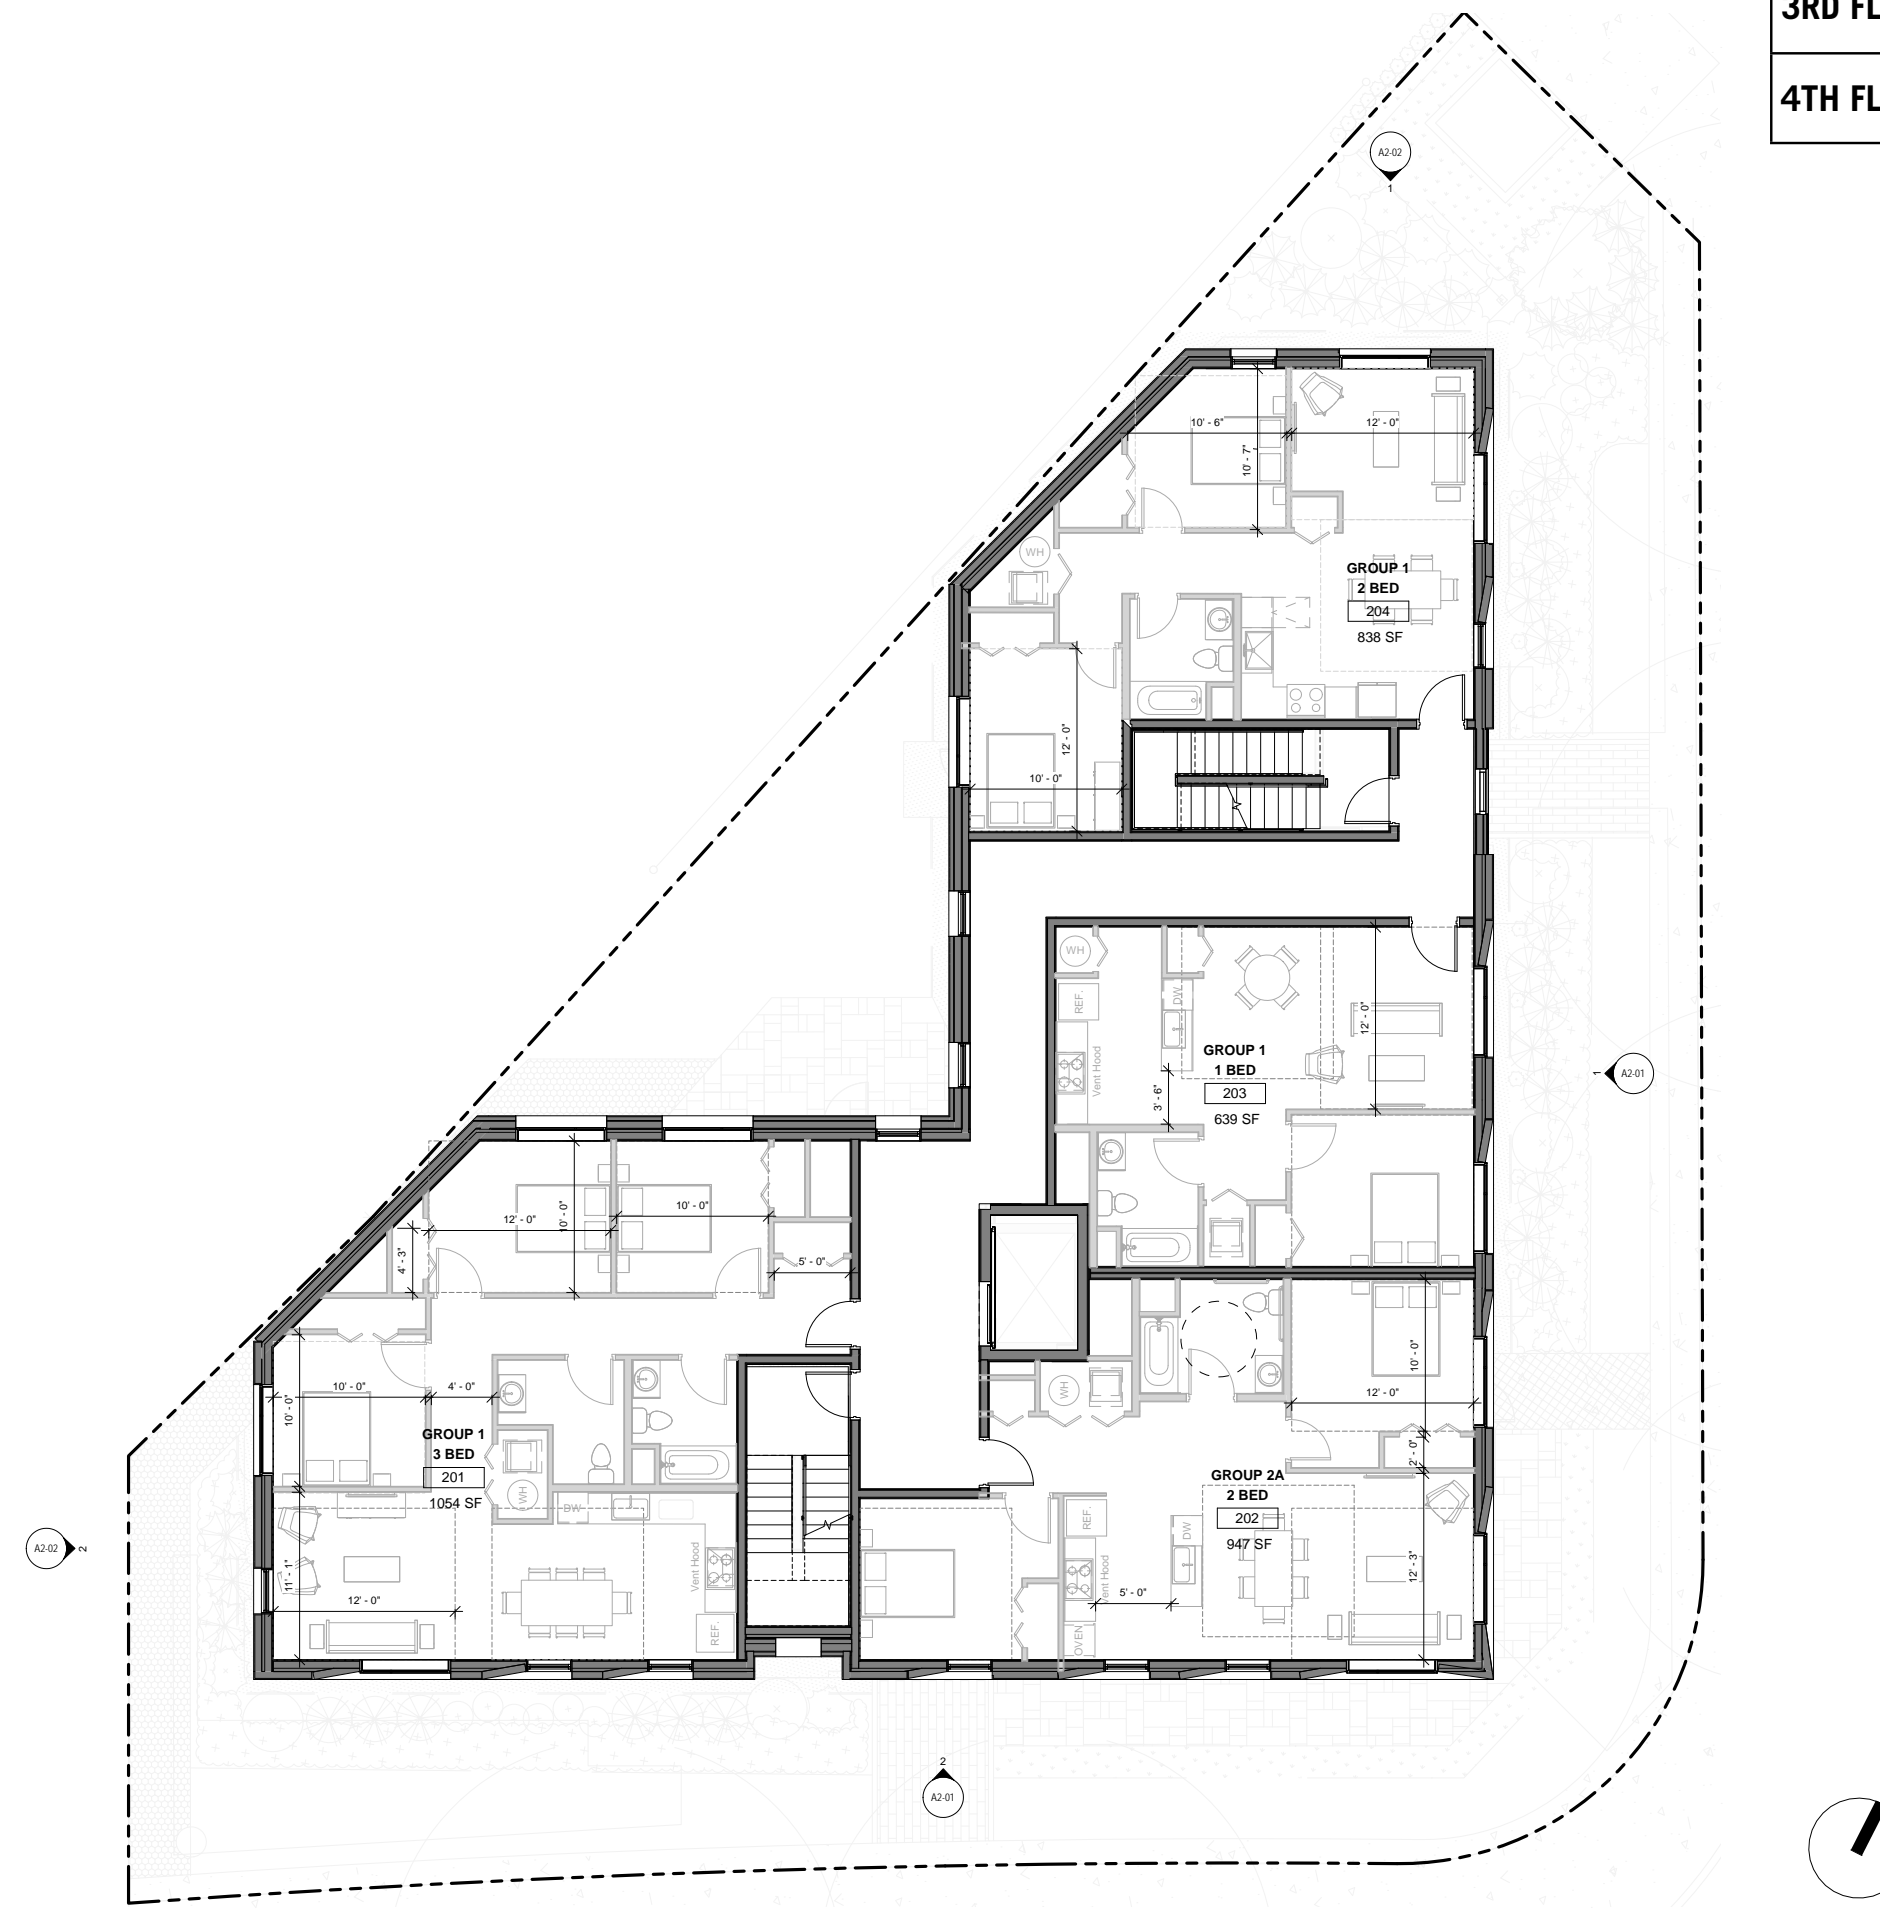 3RD FL
4TH FL
A2-02
1
10' - 6"
12' - 0"
10' - 7"
WH
GROUP 1
2 BED
204
838 SF
12' - 0"
10' - 0"
WH
REF.
DW
12' - 0"
Vent Hood
GROUP 1
1 BED
203
639 SF
3' - 6"
1
A2-01
12' - 0"
10' - 0"
10' - 0"
4' - 3"
5' - 0"
10' - 0"
10' - 0"
4' - 0"
GROUP 1
3 BED
201
1054 SF
WH
DW
Vent Hood
REF.
11' - 1"
12' - 0"
A2-02
2
WH
10' - 0"
12' - 0"
2' - 0"
GROUP 2A
2 BED
202
947 SF
REF.
DW
Vent Hood
5' - 0"
OVEN
12' - 3"
2
A2-01